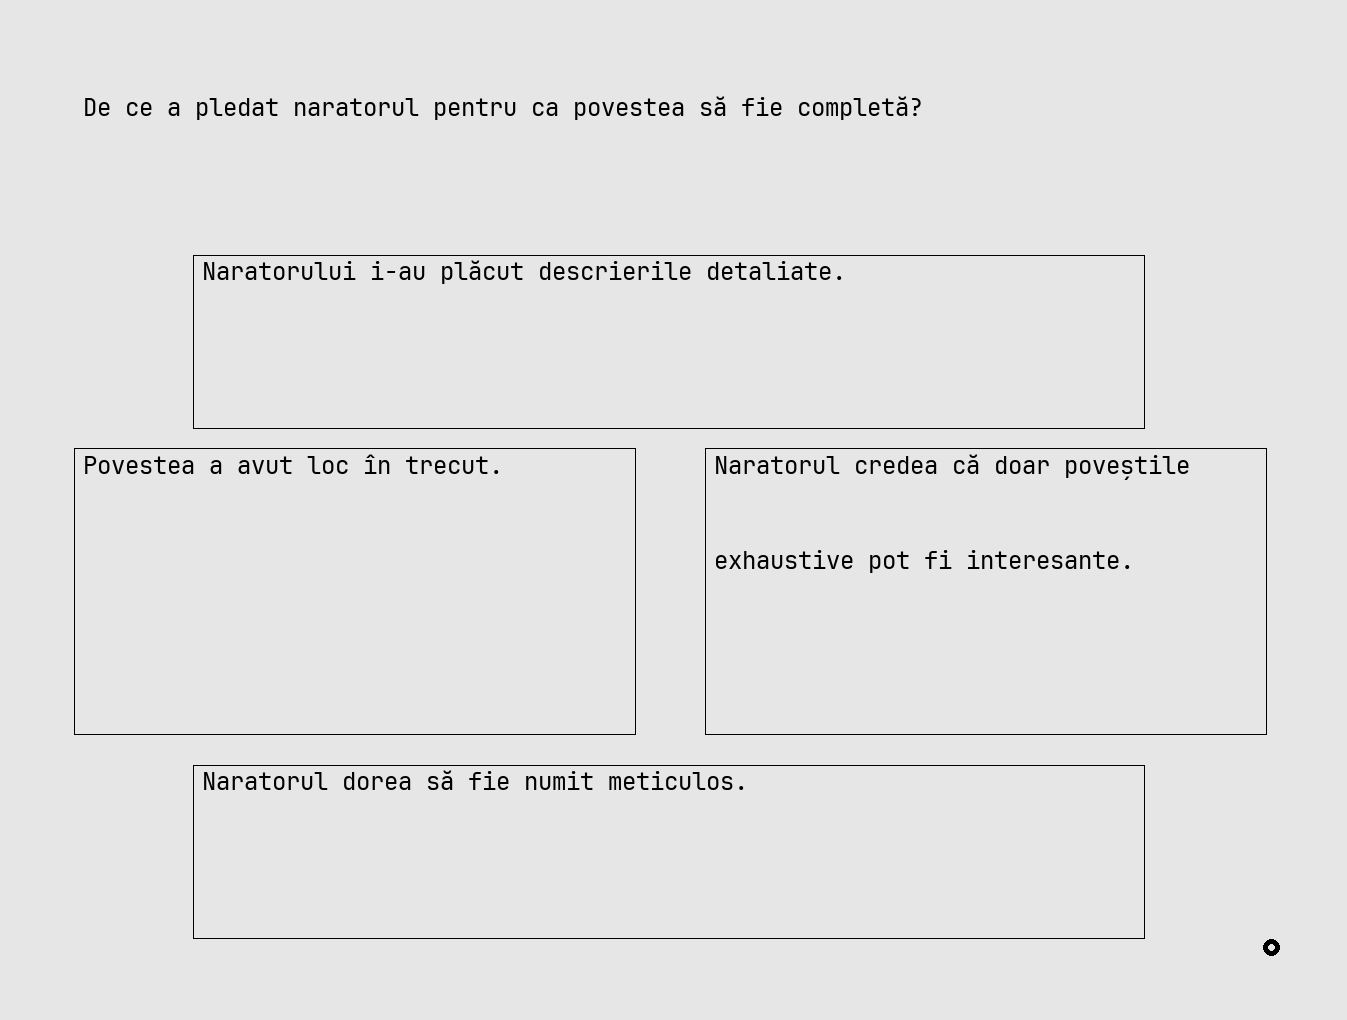 De ce a pledat naratorul pentru ca povestea să fie completă?
Naratorului i-au plăcut descrierile detaliate.
Povestea a avut loc în trecut.
Naratorul credea că doar poveștile
exhaustive pot fi interesante.
Naratorul dorea să fie numit meticulos.